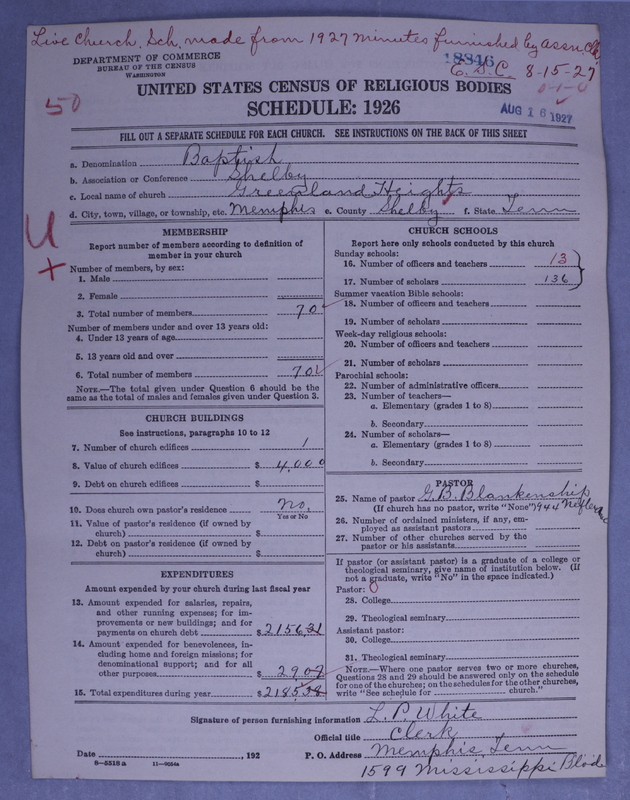 Live Church. Sch. made from 1927 minutes furnished by assn. Clk
DEPARTMENT OF COMMERCE
BUREAU OF THE CENSUS
WASHINGTON
18846
E.S.C. 8-15-27
50
0-1-0
AUG 16 1927
UNITED STATES CENSUS OF RELIGIOUS BODIES
SCHEDULE: 1926
FILL OUT A SEPARATE SCHEDULE FOR EACH CHURCH. SEE INSTRUCTIONS ON THE BACK OF THIS SHEET
a. Denomination Baptist
b. Association or Conference Shelby
c. Local name of church Greenland Heights
d. City, town, village, or township, etc. Memphis e. County Shelby f. State Tenn
U
MEMBERSHIP
Report number of members according to definition of
member in your church
Number of members, by sex:
1. Male
2. Female
3. Total number of members 70
Number of members under and over 13 years old:
4. Under 13 years of age
5. 13 years old and over
6. Total number of members 70
NOTE.—The total given under Question 6 should be the
same as the total of males and females given under Question 3.
CHURCH BUILDINGS
See instructions, paragraphs 10 to 12
7. Number of church edifices 1
8. Value of church edifices $ 4,000
9. Debt on church edifices $
10. Does church own pastor's residence? No.
Yes or No
11. Value of pastor's residence (if owned by
church) $
12. Debt on pastor's residence (if owned by
church) $
EXPENDITURES
Amount expended by your church during last fiscal year
13. Amount expended for salaries, repairs,
and other running expenses; for im-
provements or new buildings; and for
payments on church debt $ 2156.31
14. Amount expended for benevolences, in-
cluding home and foreign missions; for
denominational support; and for all
other purposes $ 29.07
15. Total expenditures during year $ 2185.38
CHURCH SCHOOLS
Report here only schools conducted by this church
Sunday schools:
16. Number of officers and teachers 13
17. Number of scholars 136
Summer vacation Bible schools:
18. Number of officers and teachers
19. Number of scholars
Week-day religious schools:
20. Number of officers and teachers
21. Number of scholars
Parochial schools:
22. Number of administrative officers
23. Number of teachers—
a. Elementary (grades 1 to 8)
b. Secondary
24. Number of scholars—
a. Elementary (grades 1 to 8)
b. Secondary
PASTOR
25. Name of pastor G.B. Blankenship
(If church has no pastor, write "None") 944
26. Number of ordained ministers, if any, em-
ployed as assistant pastors
27. Number of other churches served by the
pastor or his assistants
If pastor (or assistant pastor) is a graduate of a college or
theological seminary, give name of institution below. (If
not a graduate, write "No" in the space indicated.)
Pastor: 0
28. College
29. Theological seminary
Assistant pastor:
30. College
31. Theological seminary
NOTE.—Where one pastor serves two or more churches,
Questions 28 and 29 should be answered only on the schedule
for one of the churches; on the schedules for the other churches,
write "See schedule for church."
Signature of person furnishing information L. P. White
Official title Clerk
Date , 192 P. O. Address Memphis, Tenn
8-5518a
1599 Mississippi Blvd